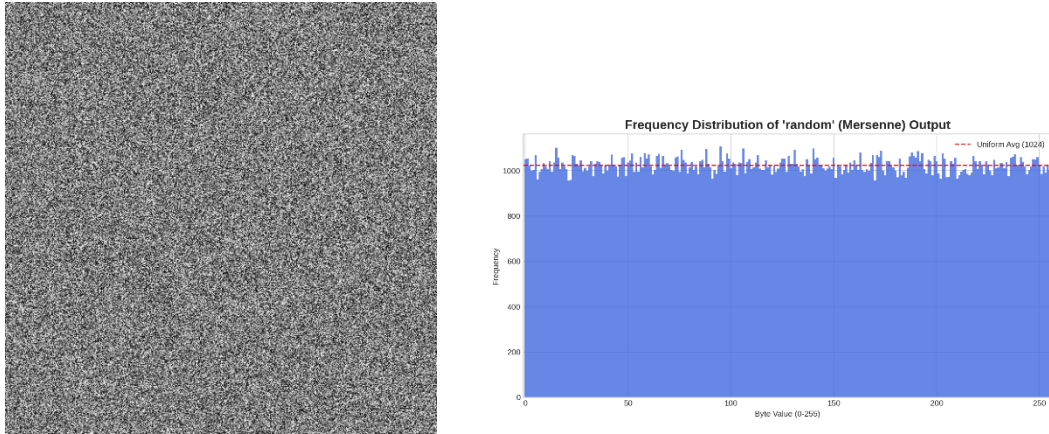 Frequency Distribution of 'random' (Mersenne) Output
Uniform Avg (1024)
1000
800
600
400
200
0
Frequency
0 50 100 150 200 250
Byte Value (0-255)